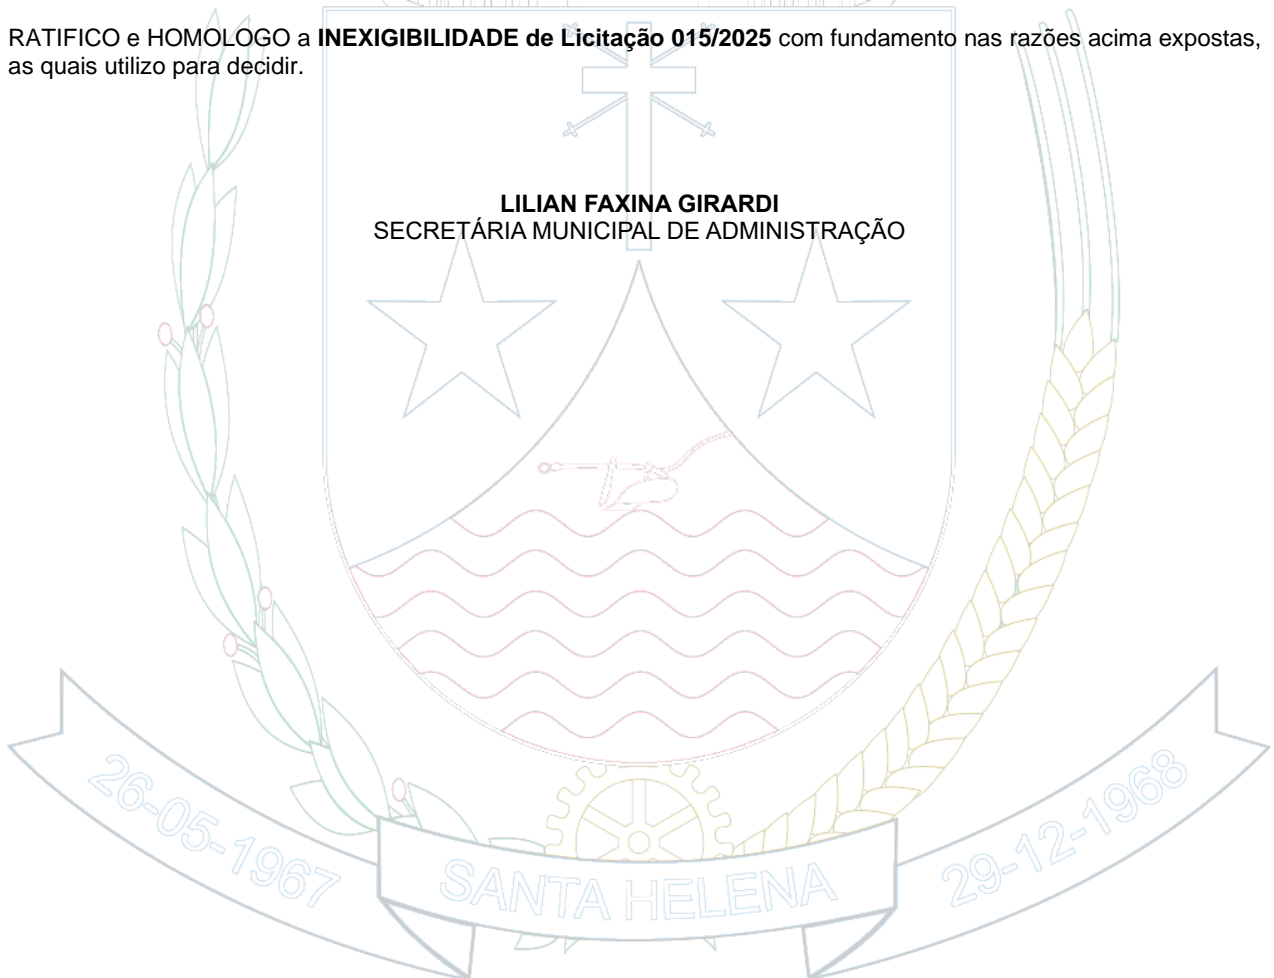 RATIFICO e HOMOLOGO a INEXIGIBILIDADE de Licitação 015/2025 com fundamento nas razões acima expostas,
as quais utilizo para decidir.
LILIAN FAXINA GIRARDI
SECRETÁRIA MUNICIPAL DE ADMINISTRAÇÃO
26-05-1967
SANTA HELENA
29-12-1968